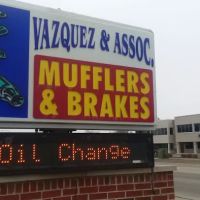 VAZQUEZ & ASSOC.
MUFFLERS
& BRAKES
Oil Change